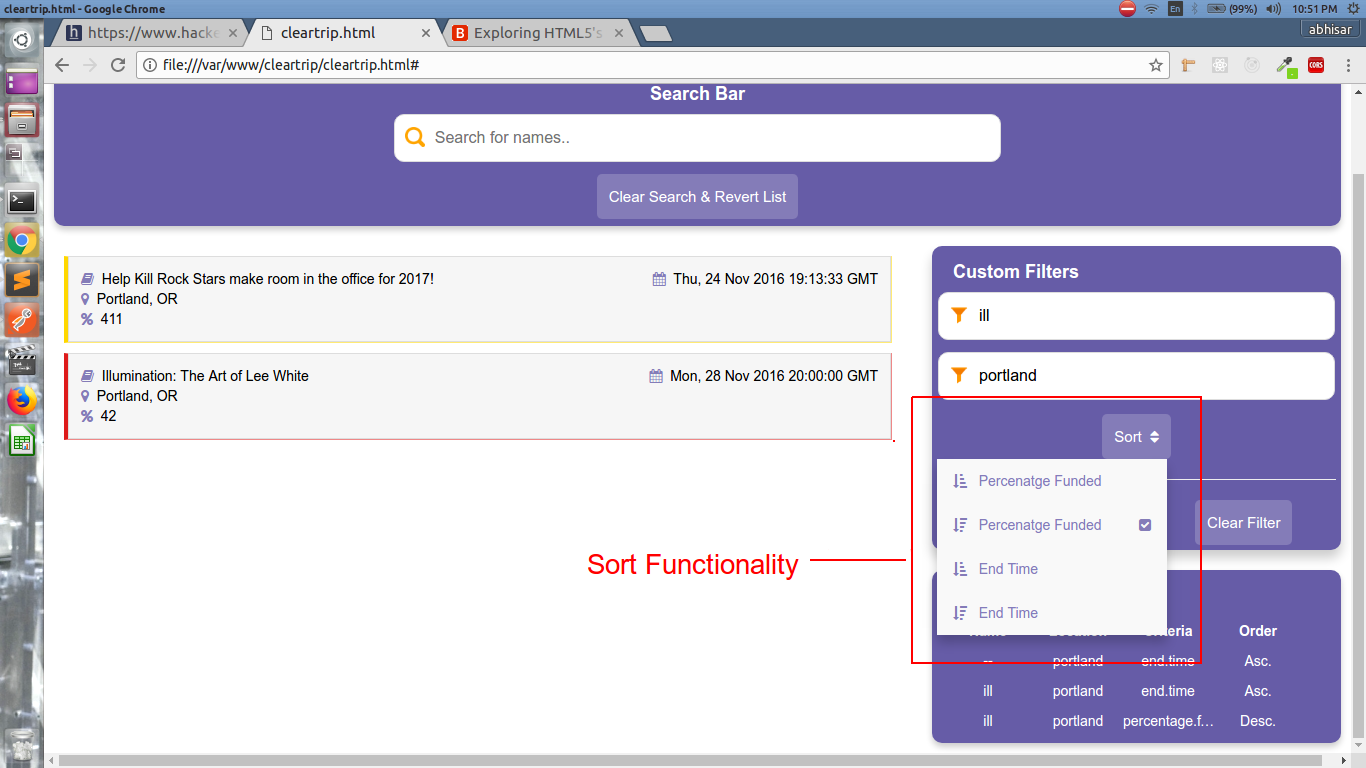 cleartrip.html - Google Chrome
En (99%) 10:51 PM
https://www.hacke
cleartrip.html
Exploring HTML5's
abhisar
file:///var/www/cleartrip/cleartrip.html#
CORS
Search Bar
Search for names..
Clear Search & Revert List
Help Kill Rock Stars make room in the office for 2017!
Thu, 24 Nov 2016 19:13:33 GMT
Portland, OR
% 411
Illumination: The Art of Lee White
Mon, 28 Nov 2016 20:00:00 GMT
Portland, OR
% 42
Custom Filters
ill
portland
Sort
Percenatge Funded
Percenatge Funded
End Time
End Time
Clear Filter
Sort Functionality
Order
-- portland end.time Asc.
ill portland end.time Asc.
ill portland percentage.f... Desc.